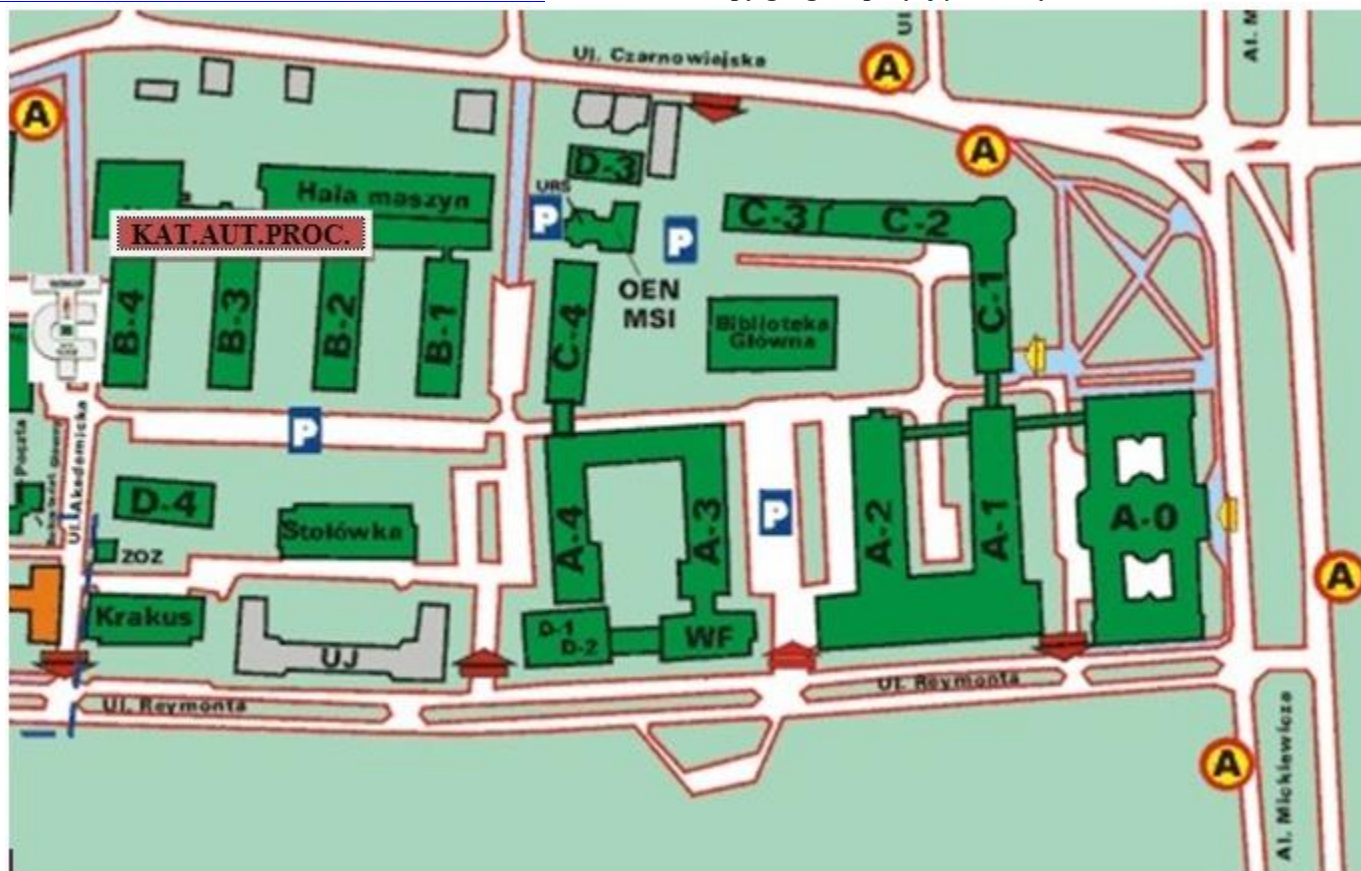 Ul. Czarnowiejska
Ul.
Al. M
A
A
A
D-3
Hala maszyn
URS
P
P
C-3
C-2
KAT.AUT.PROC.
OEN
MSI
B-4
B-3
B-2
B-1
C-4
Biblioteka
Główna
C-1
P
Poczta
Ul. Akademicka
D-4
Stołówka
ZOZ
A-4
A-3
P
A-2
A-1
A-0
A
Krakus
UJ
D-1
D-2
WF
Ul. Reymonta
Ul. Reymonta
A
Al. Mickiewicza